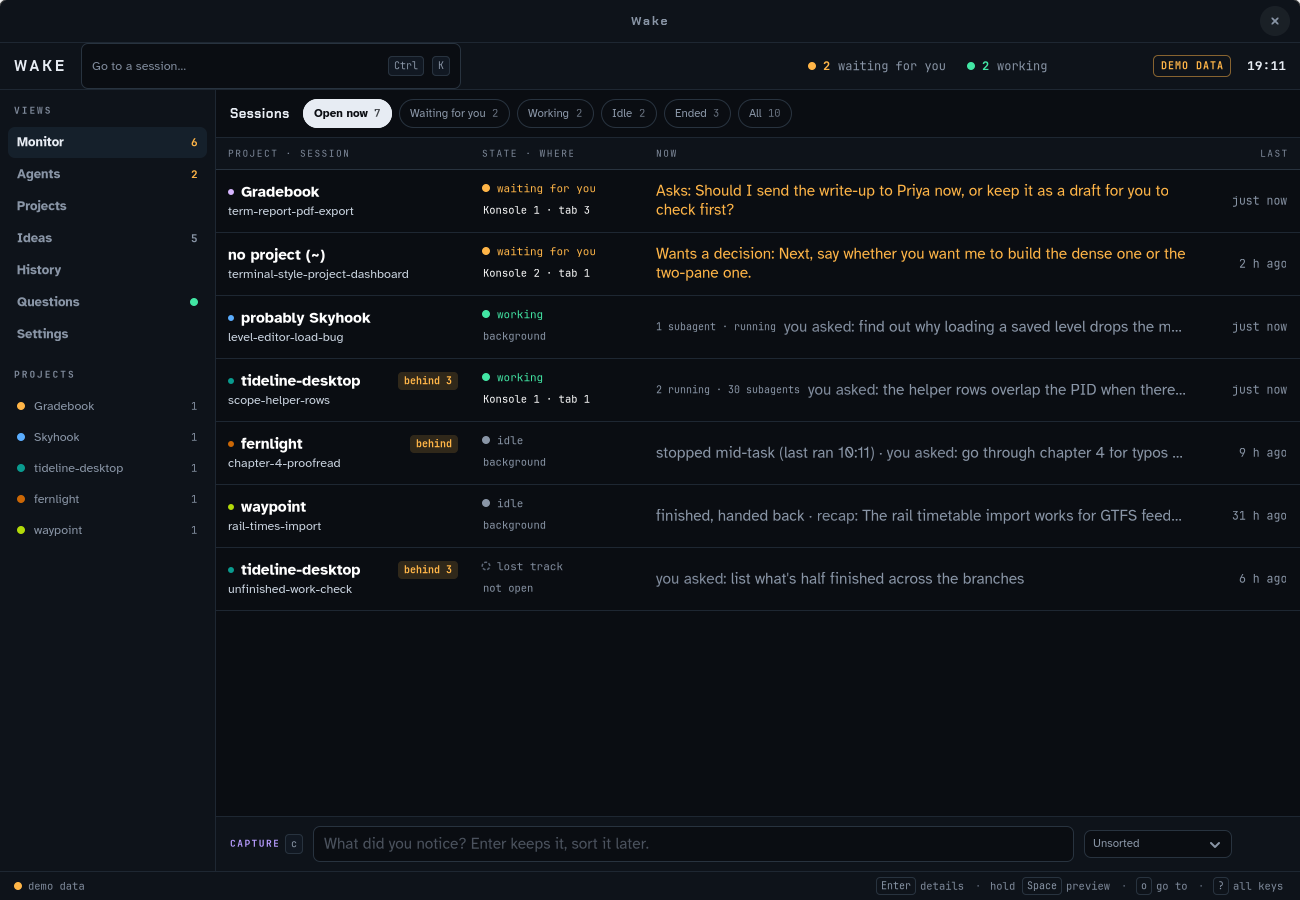 Wake
×
WAKE
Go to a session...
Ctrl K
2 waiting for you
2 working
DEMO DATA
19:11
VIEWS
Monitor 6
Agents 2
Projects
Ideas 5
History
Questions
Settings
PROJECTS
Gradebook 1
Skyhook 1
tideline-desktop 1
fernlight 1
waypoint 1
Sessions
Open now 7
Waiting for you 2
Working 2
Idle 2
Ended 3
All 10
PROJECT · SESSION
STATE · WHERE
NOW
LAST
Gradebook
term-report-pdf-export
waiting for you
Konsole 1 · tab 3
Asks: Should I send the write-up to Priya now, or keep it as a draft for you to
check first?
just now
no project (~)
terminal-style-project-dashboard
waiting for you
Konsole 2 · tab 1
Wants a decision: Next, say whether you want me to build the dense one or the
two-pane one.
2 h ago
probably Skyhook
level-editor-load-bug
working
background
1 subagent · running you asked: find out why loading a saved level drops the m...
just now
tideline-desktop
behind 3
scope-helper-rows
working
Konsole 1 · tab 1
2 running · 30 subagents you asked: the helper rows overlap the PID when there...
just now
fernlight
behind
chapter-4-proofread
idle
background
stopped mid-task (last ran 10:11) · you asked: go through chapter 4 for typos ...
9 h ago
waypoint
rail-times-import
idle
background
finished, handed back · recap: The rail timetable import works for GTFS feed...
31 h ago
tideline-desktop
behind 3
unfinished-work-check
lost track
not open
you asked: list what's half finished across the branches
6 h ago
CAPTURE c
What did you notice? Enter keeps it, sort it later.
Unsorted
demo data
Enter details · hold Space preview · o go to · ? all keys